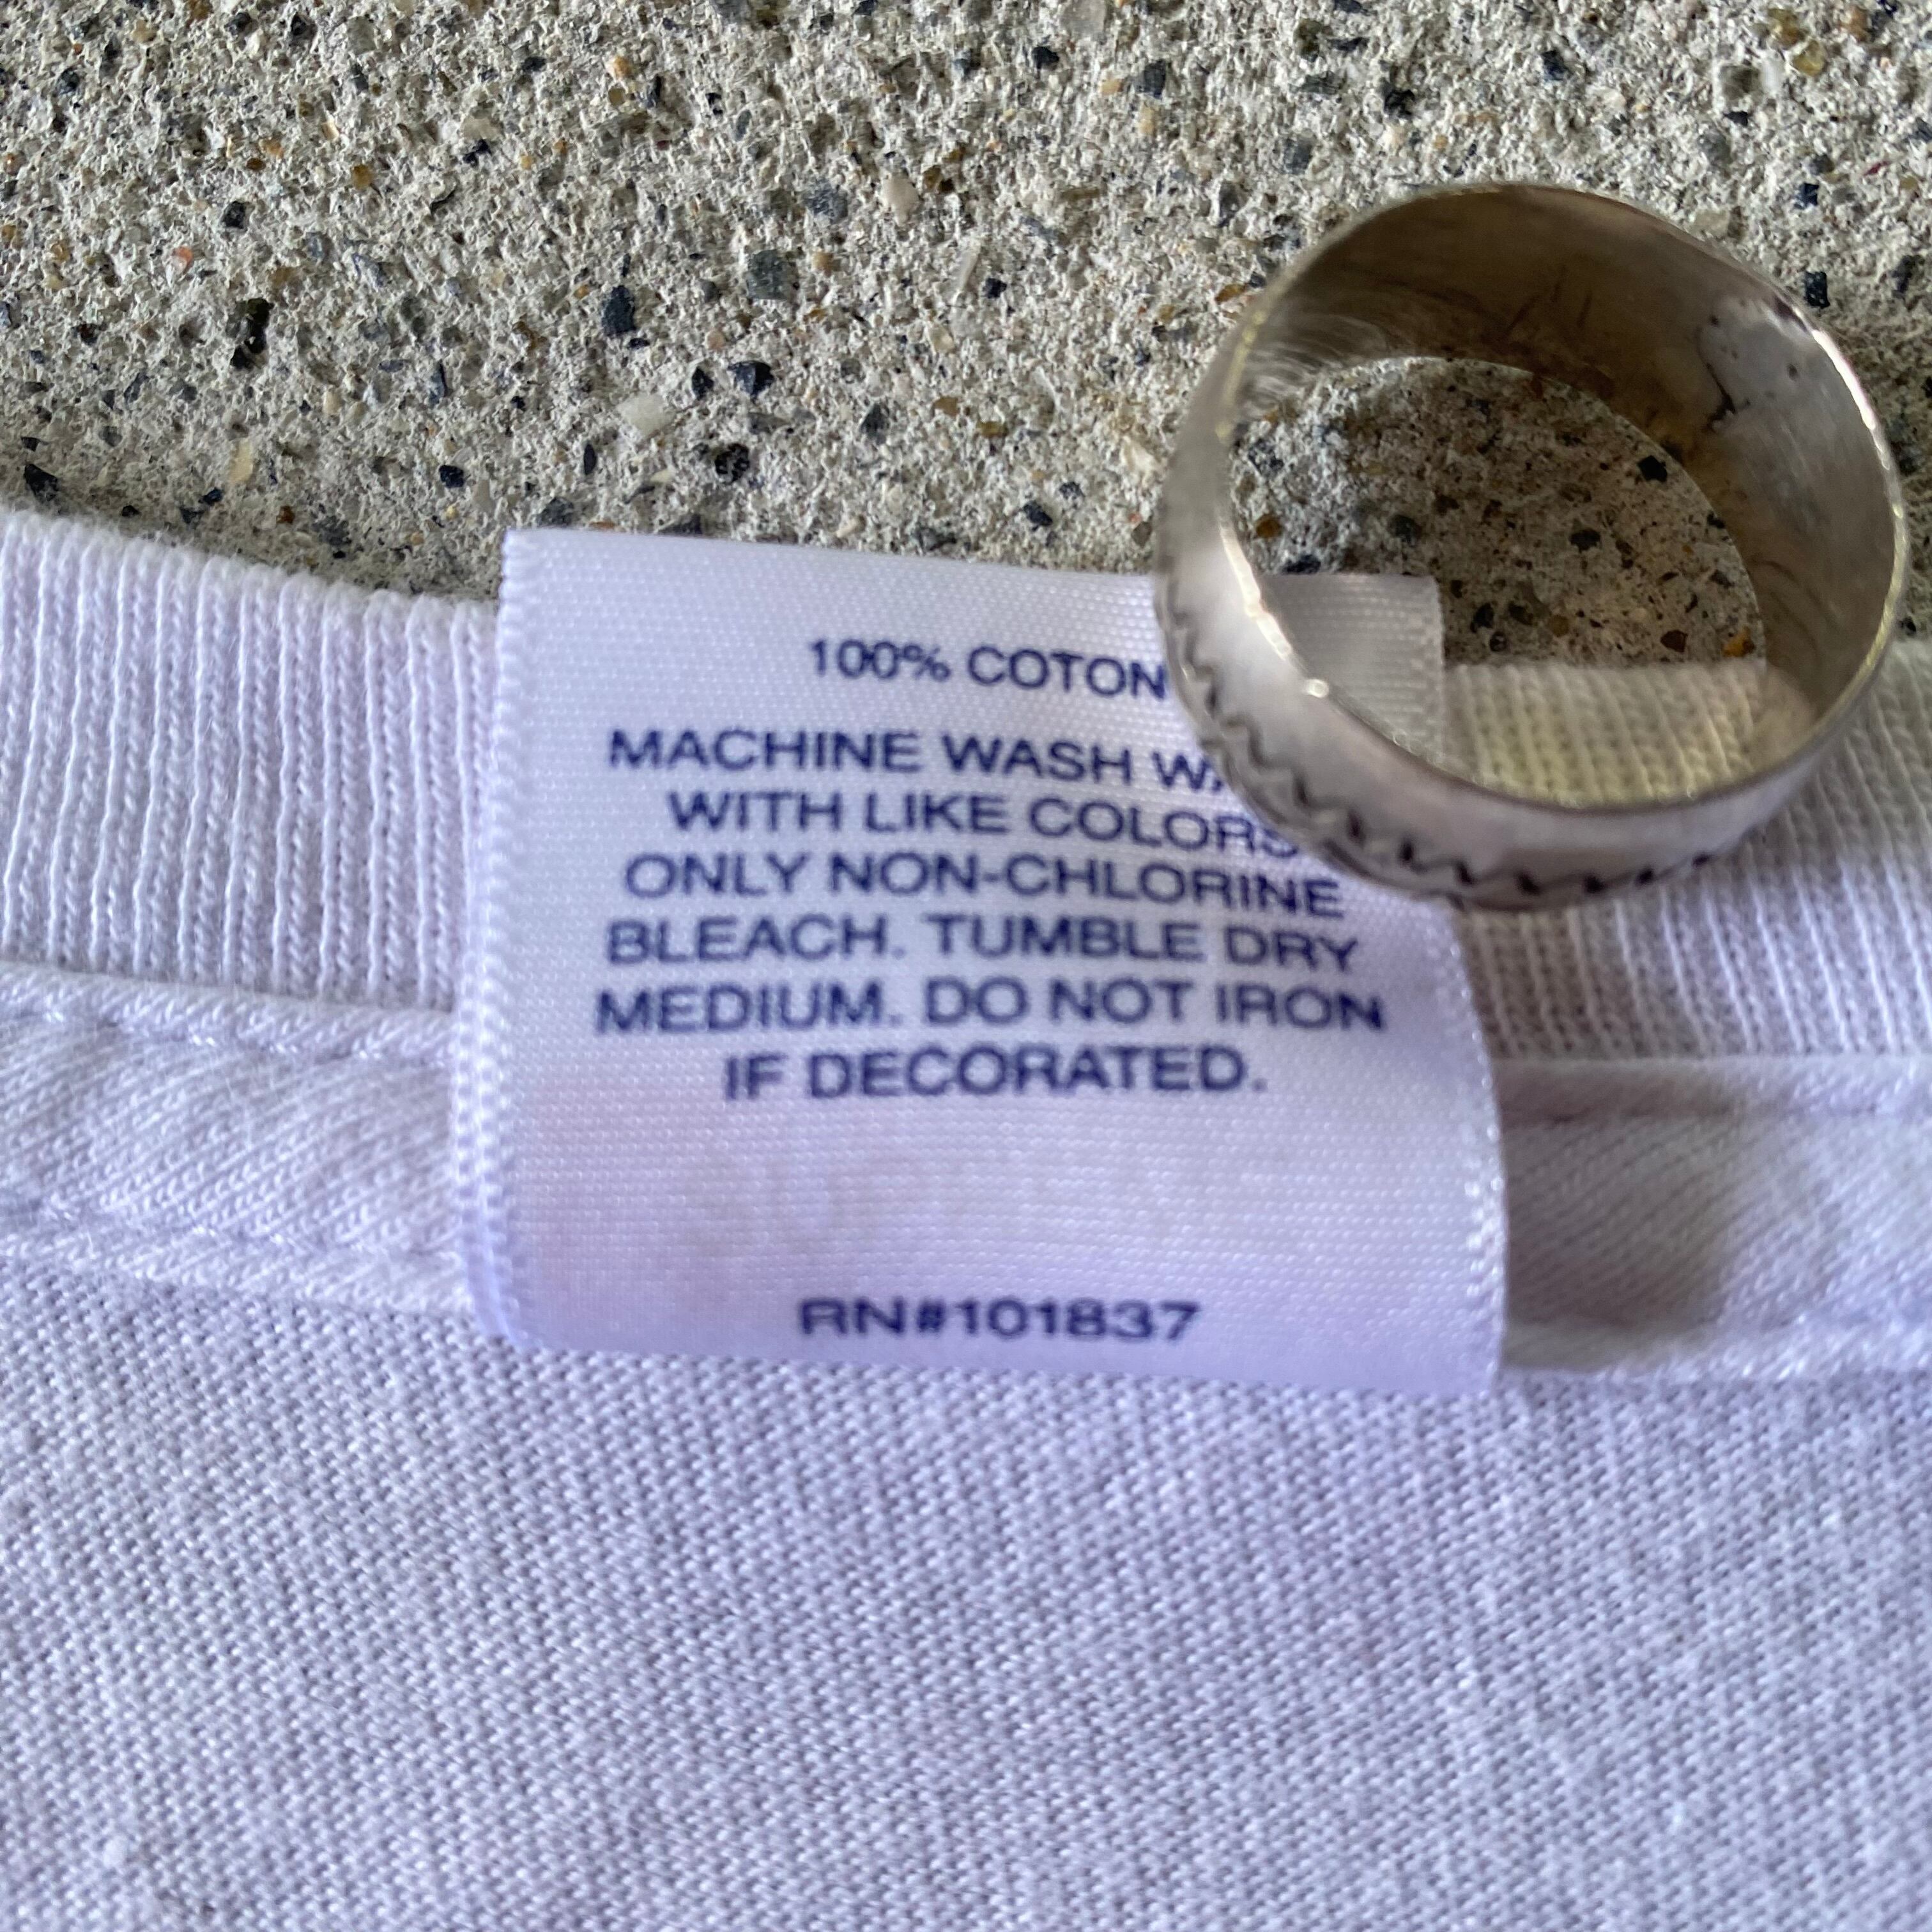 100% COTON
MACHINE WASH
WITH LIKE COLORS
ONLY NON-CHLORINE
BLEACH. TUMBLE DRY
MEDIUM. DO NOT IRON
IF DECORATED.
RN#101837